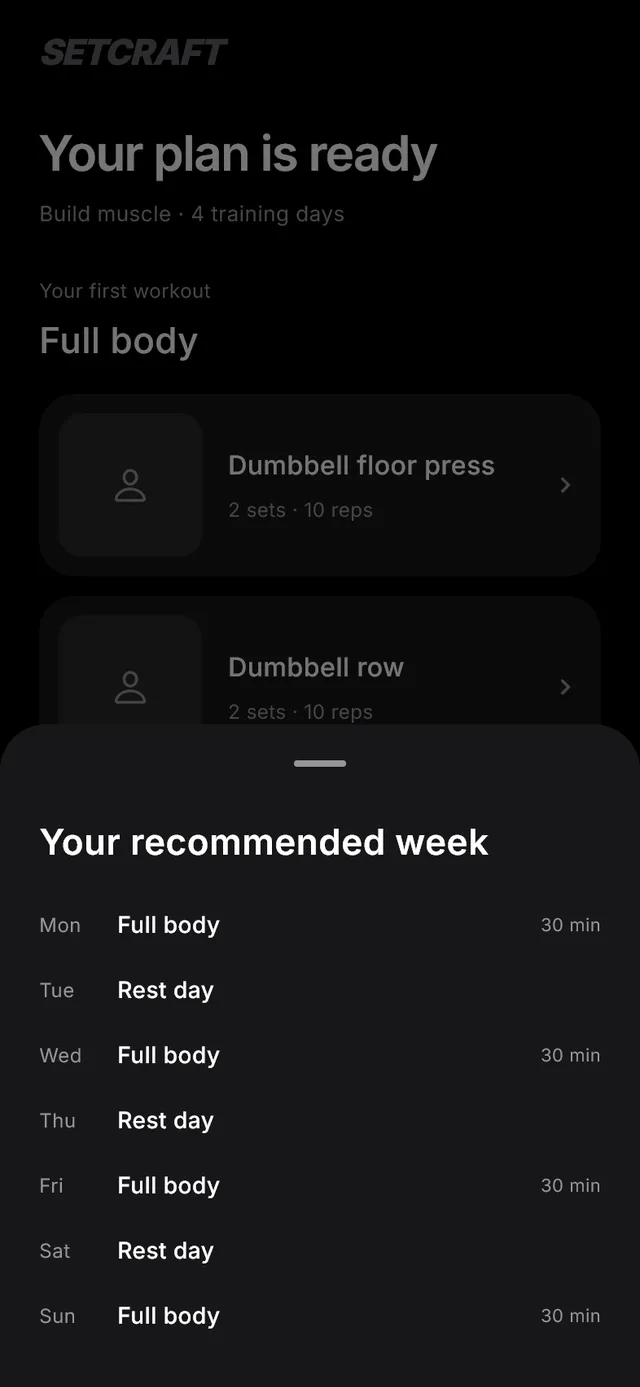 SETCRAFT
Your plan is ready
Build muscle · 4 training days
Your first workout
Full body
Dumbbell floor press
2 sets · 10 reps
Dumbbell row
2 sets · 10 reps
Your recommended week
Mon Full body 30 min
Tue Rest day
Wed Full body 30 min
Thu Rest day
Fri Full body 30 min
Sat Rest day
Sun Full body 30 min